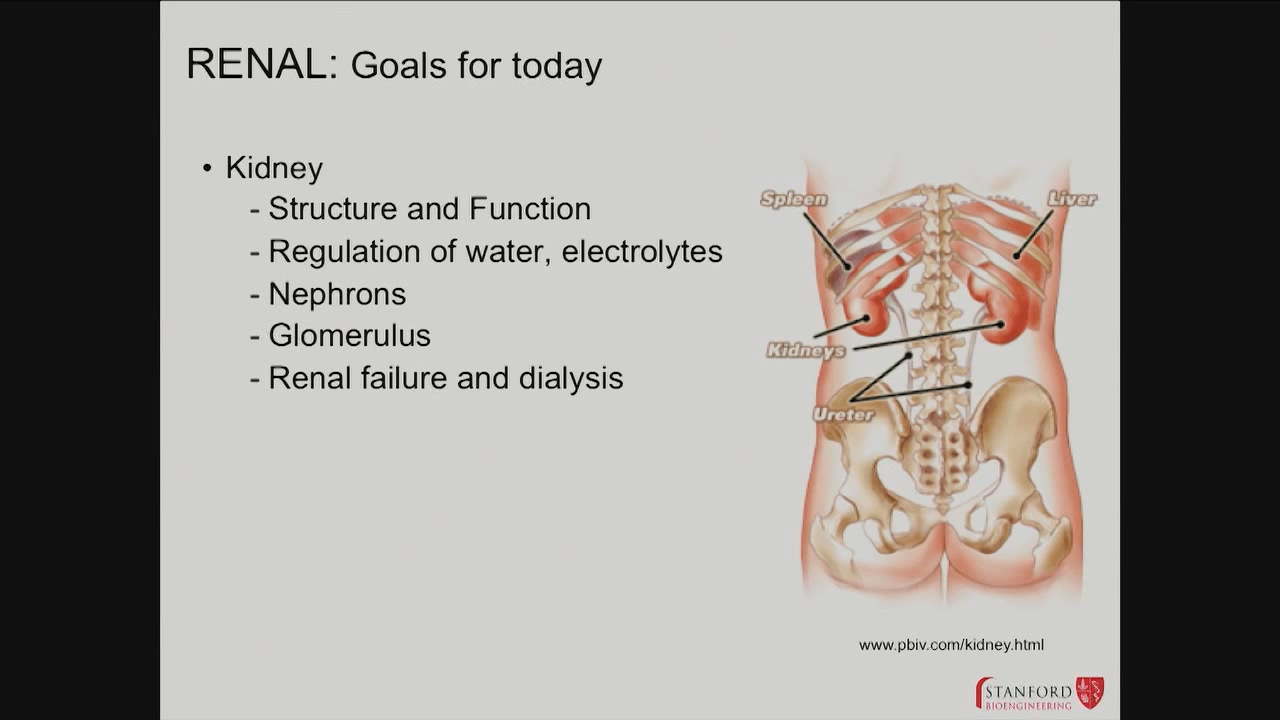 RENAL: Goals for today
• Kidney
- Structure and Function
- Regulation of water, electrolytes
- Nephrons
- Glomerulus
- Renal failure and dialysis
Spleen
Liver
Kidneys
Ureter
www.pbiv.com/kidney.html
STANFORD
BIOENGINEERING